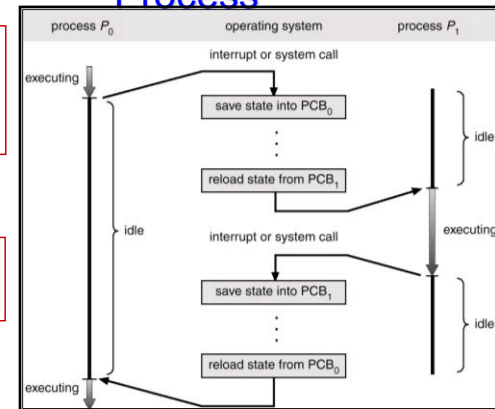 Process
process P0 operating system process P1
interrupt or system call
executing
save state into PCB0
idle
reload state from PCB1
idle
interrupt or system call
executing
save state into PCB1
idle
reload state from PCB0
executing